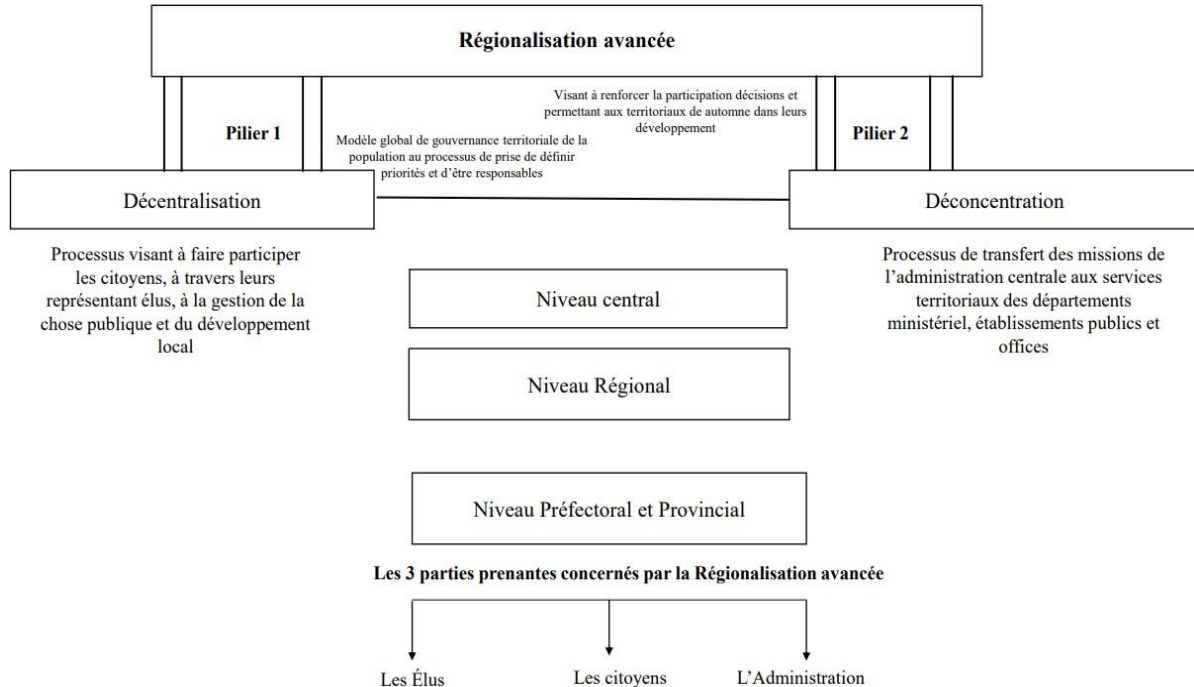 Régionalisation avancée
Visant à renforcer la participation décisions et
permettant aux territoriaux de automne dans leurs
développement
Pilier 1
Pilier 2
Modèle global de gouvernance territoriale de la
population au processus de prise de définir
priorités et d’être responsables
Décentralisation
Déconcentration
Processus visant à faire participer
les citoyens, à travers leurs
représentant élus, à la gestion de la
chose publique et du développement
local
Processus de transfert des missions de
l’administration centrale aux services
territoriaux des départements
ministériel, établissements publics et
offices
Niveau central
Niveau Régional
Niveau Préfectoral et Provincial
Les 3 parties prenantes concernés par la Régionalisation avancée
Les Élus
Les citoyens
L’Administration